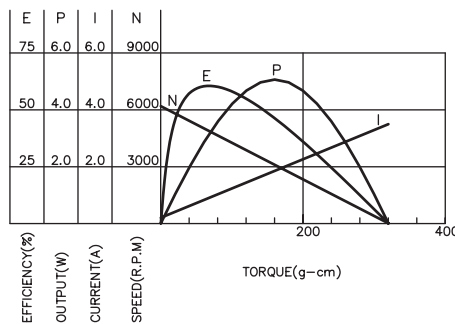 E P I N
75 6.0 6.0 9000
50 4.0 4.0 6000
25 2.0 2.0 3000
N E P I
200 400
TORQUE(g-cm)
EFFICIENCY(%)
OUTPUT(W)
CURRENT(A)
SPEED(R.P.M)